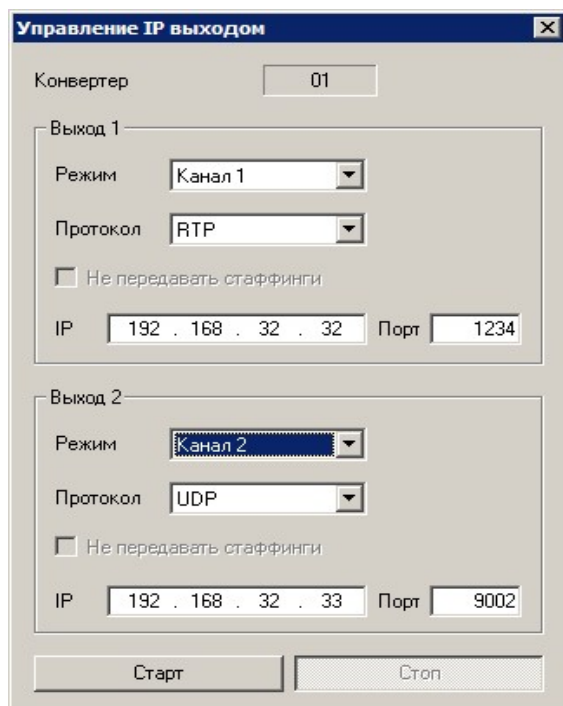 Управление IP выходом
Конвертер 01
Выход 1
Режим Канал 1
Протокол RTP
Не передавать стаффинги
IP 192 . 168 . 32 . 32 Порт 1234
Выход 2
Режим Канал 2
Протокол UDP
Не передавать стаффинги
IP 192 . 168 . 32 . 33 Порт 9002
Старт Стоп